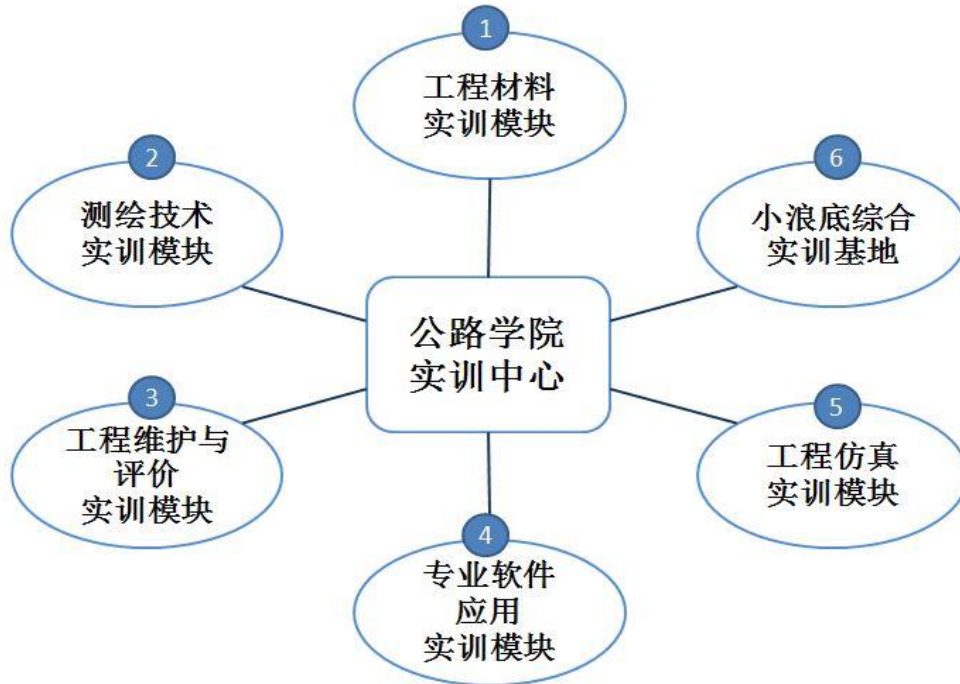 1
工程材料
实训模块
2
测绘技术
实训模块
3
工程维护与
评价
实训模块
4
专业软件
应用
实训模块
5
工程仿真
实训模块
6
小浪底综合
实训基地
公路学院
实训中心